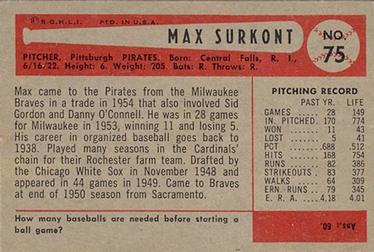 ® B.G.H.L.I. PTD. IN U.S.A.
MAX SURKONT
NO. 75
PITCHER, Pittsburgh PIRATES. Born: Central Falls, R. I.,
6/16/22. Height: 6. Weight: 205. Bats: R. Throws: R.
Max came to the Pirates from the Milwaukee
Braves in a trade in 1954 that also involved Sid
Gordon and Danny O'Connell. He was in 28 games
for Milwaukee in 1953, winning 11 and losing 5.
His career in organized baseball goes back to
1938. Played many seasons in the Cardinals'
chain for their Rochester farm team. Drafted by
the Chicago White Sox in November 1948 and
appeared in 44 games in 1949. Came to Braves
at end of 1950 season from Sacramento.
PITCHING RECORD
PAST YR. LIFE
GAMES 28 149
IN. PITCHED 170 774
WON 11 43
LOST 5 41
PCT .688 .512
HITS 168 754
RUNS 82 385
STRIKEOUTS 83 377
WALKS 64 309
ERN. RUNS 79 345
E. R. A. 4.18 4.01
How many baseballs are needed before starting a
ball game?
Ans.: 60.